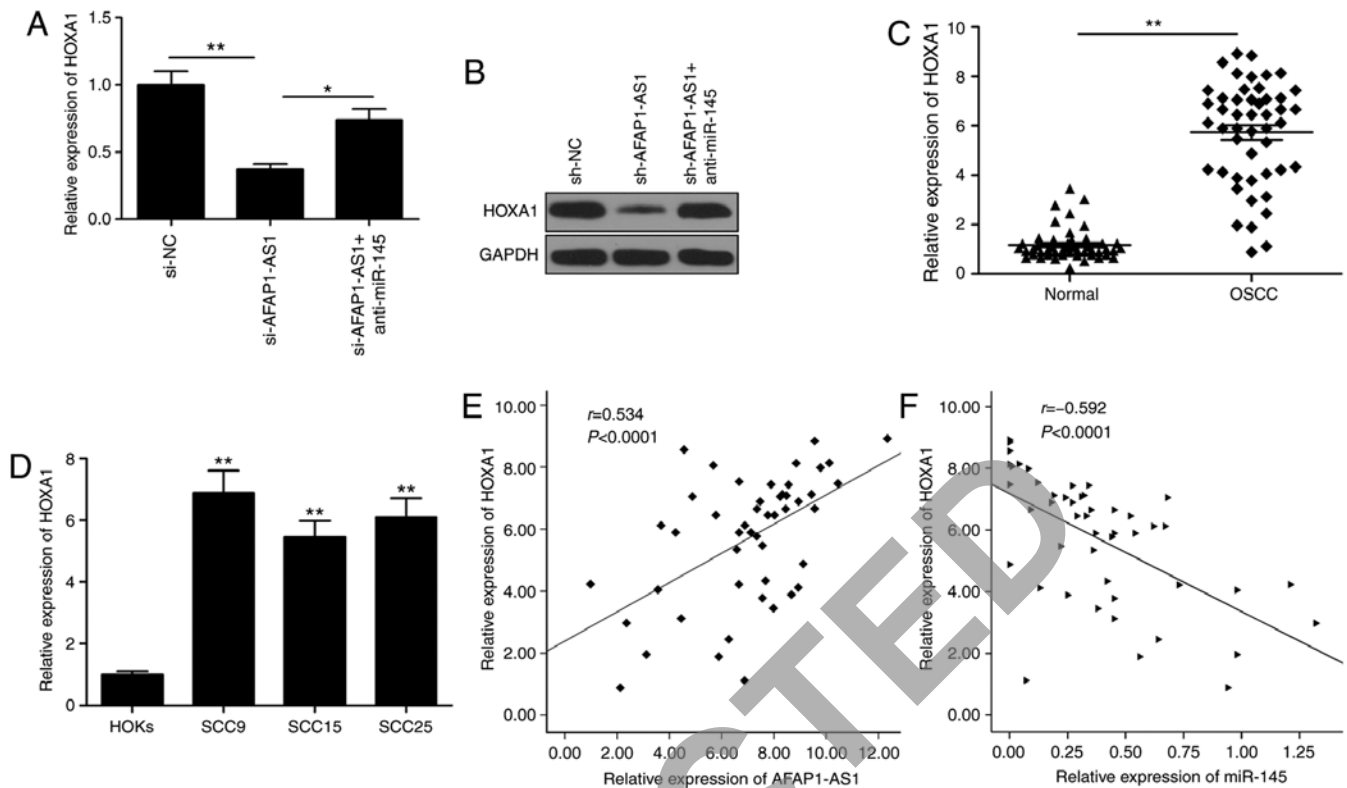 A
Relative expression of HOXA1
1.5
1.0
0.5
0.0
**
*
si-NC
si-AFAP1-AS1
si-AFAP1-AS1+
anti-miR-145
B
sh-NC
sh-AFAP1-AS1
sh-AFAP1-AS1+
anti-miR-145
HOXA1
GAPDH
C
Relative expression of HOXA1
10
8
6
4
2
0
**
Normal
OSCC
D
Relative expression of HOXA1
8
6
4
2
0
**
**
**
HOKs
SCC9
SCC15
SCC25
E
Relative expression of HOXA1
10.00
8.00
6.00
4.00
2.00
0.00
r=0.534
P<0.0001
0.00 2.00 4.00 6.00 8.00 10.00 12.00
Relative expression of AFAP1-AS1
F
Relative expression of HOXA1
10.00
8.00
6.00
4.00
2.00
0.00
r=−0.592
P<0.0001
0.00 0.25 0.50 0.75 1.00 1.25
Relative expression of miR-145
CTED